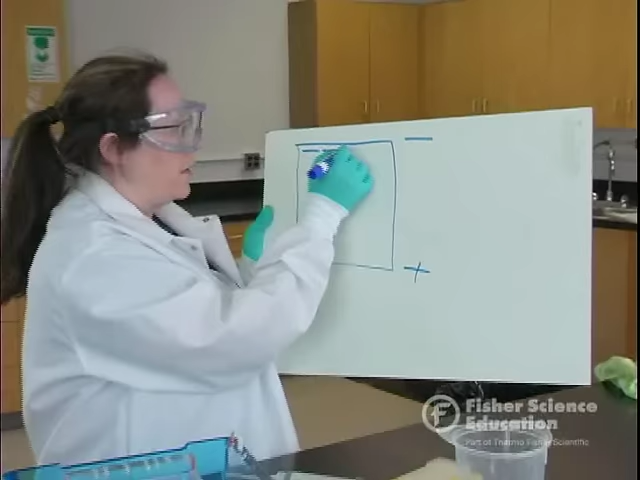 −
+
Fisher Science
Education
Part of Thermo Fisher Scientific